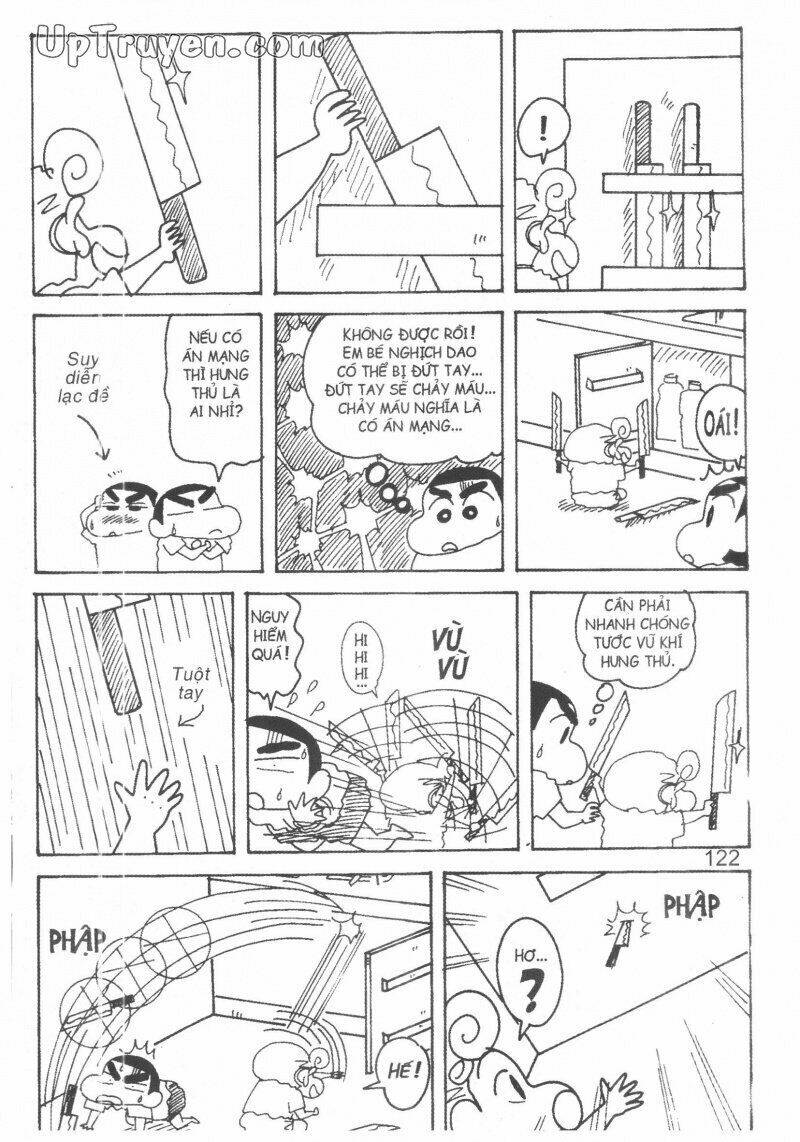 UpTruyen.com
!
OÁI!
KHÔNG ĐƯỢC RỒI!
EM BÉ NGHỊCH DAO
CÓ THỂ BỊ ĐỨT TAY...
ĐỨT TAY SẼ CHẢY MÁU...
CHẢY MÁU NGHĨA LÀ
CÓ ÁN MẠNG...
NẾU CÓ
ÁN MẠNG
THÌ HUNG
THỦ LÀ
AI NHỈ?
Suy
diễn
lạc đề
CẦN PHẢI
NHANH CHÓNG
TƯỚC VŨ KHÍ
HUNG THỦ.
VÙ
VÙ
HI
HI
HI
...
NGUY
HIỂM
QUÁ!
Tuột
tay
122
PHẬP
HƠ...
?
PHẬP
HẾ!